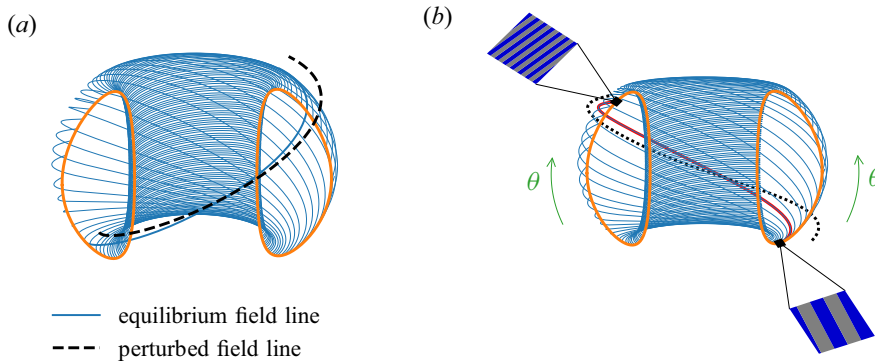 (a)
(b)
θ
θ
equilibrium field line
perturbed field line